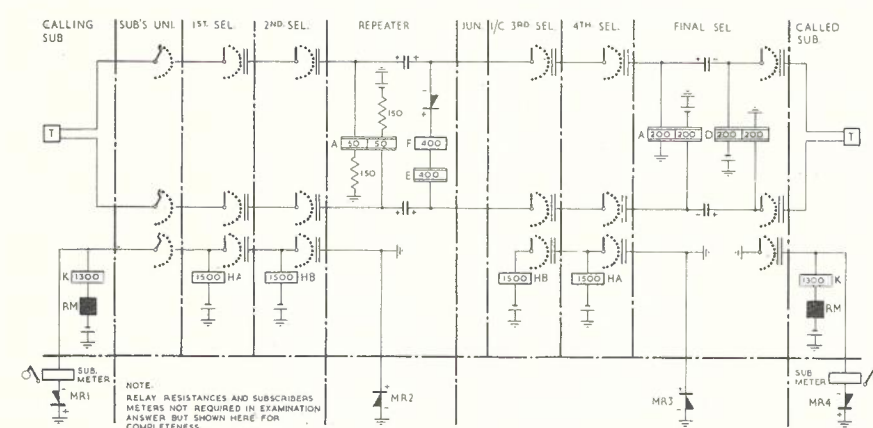 CALLING SUB
SUB'S UNI.
1ST. SEL.
2ND. SEL.
REPEATER
JUN.
I/C 3RD SEL.
4TH. SEL.
FINAL SEL
CALLED SUB.
T
150
A 50 50
F 400
150
E 400
A 200 200
D 200 200
T
K 1300
1500 HA
1500 HB
1500 HB
1500 HA
1300 K
RM
RM
SUB. METER
MR1
MR2
MR3
SUB METER
MR4
NOTE.
RELAY RESISTANCES AND SUBSCRIBERS
METERS NOT REQUIRED IN EXAMINATION
ANSWER BUT SHOWN HERE FOR
COMPLETENESS